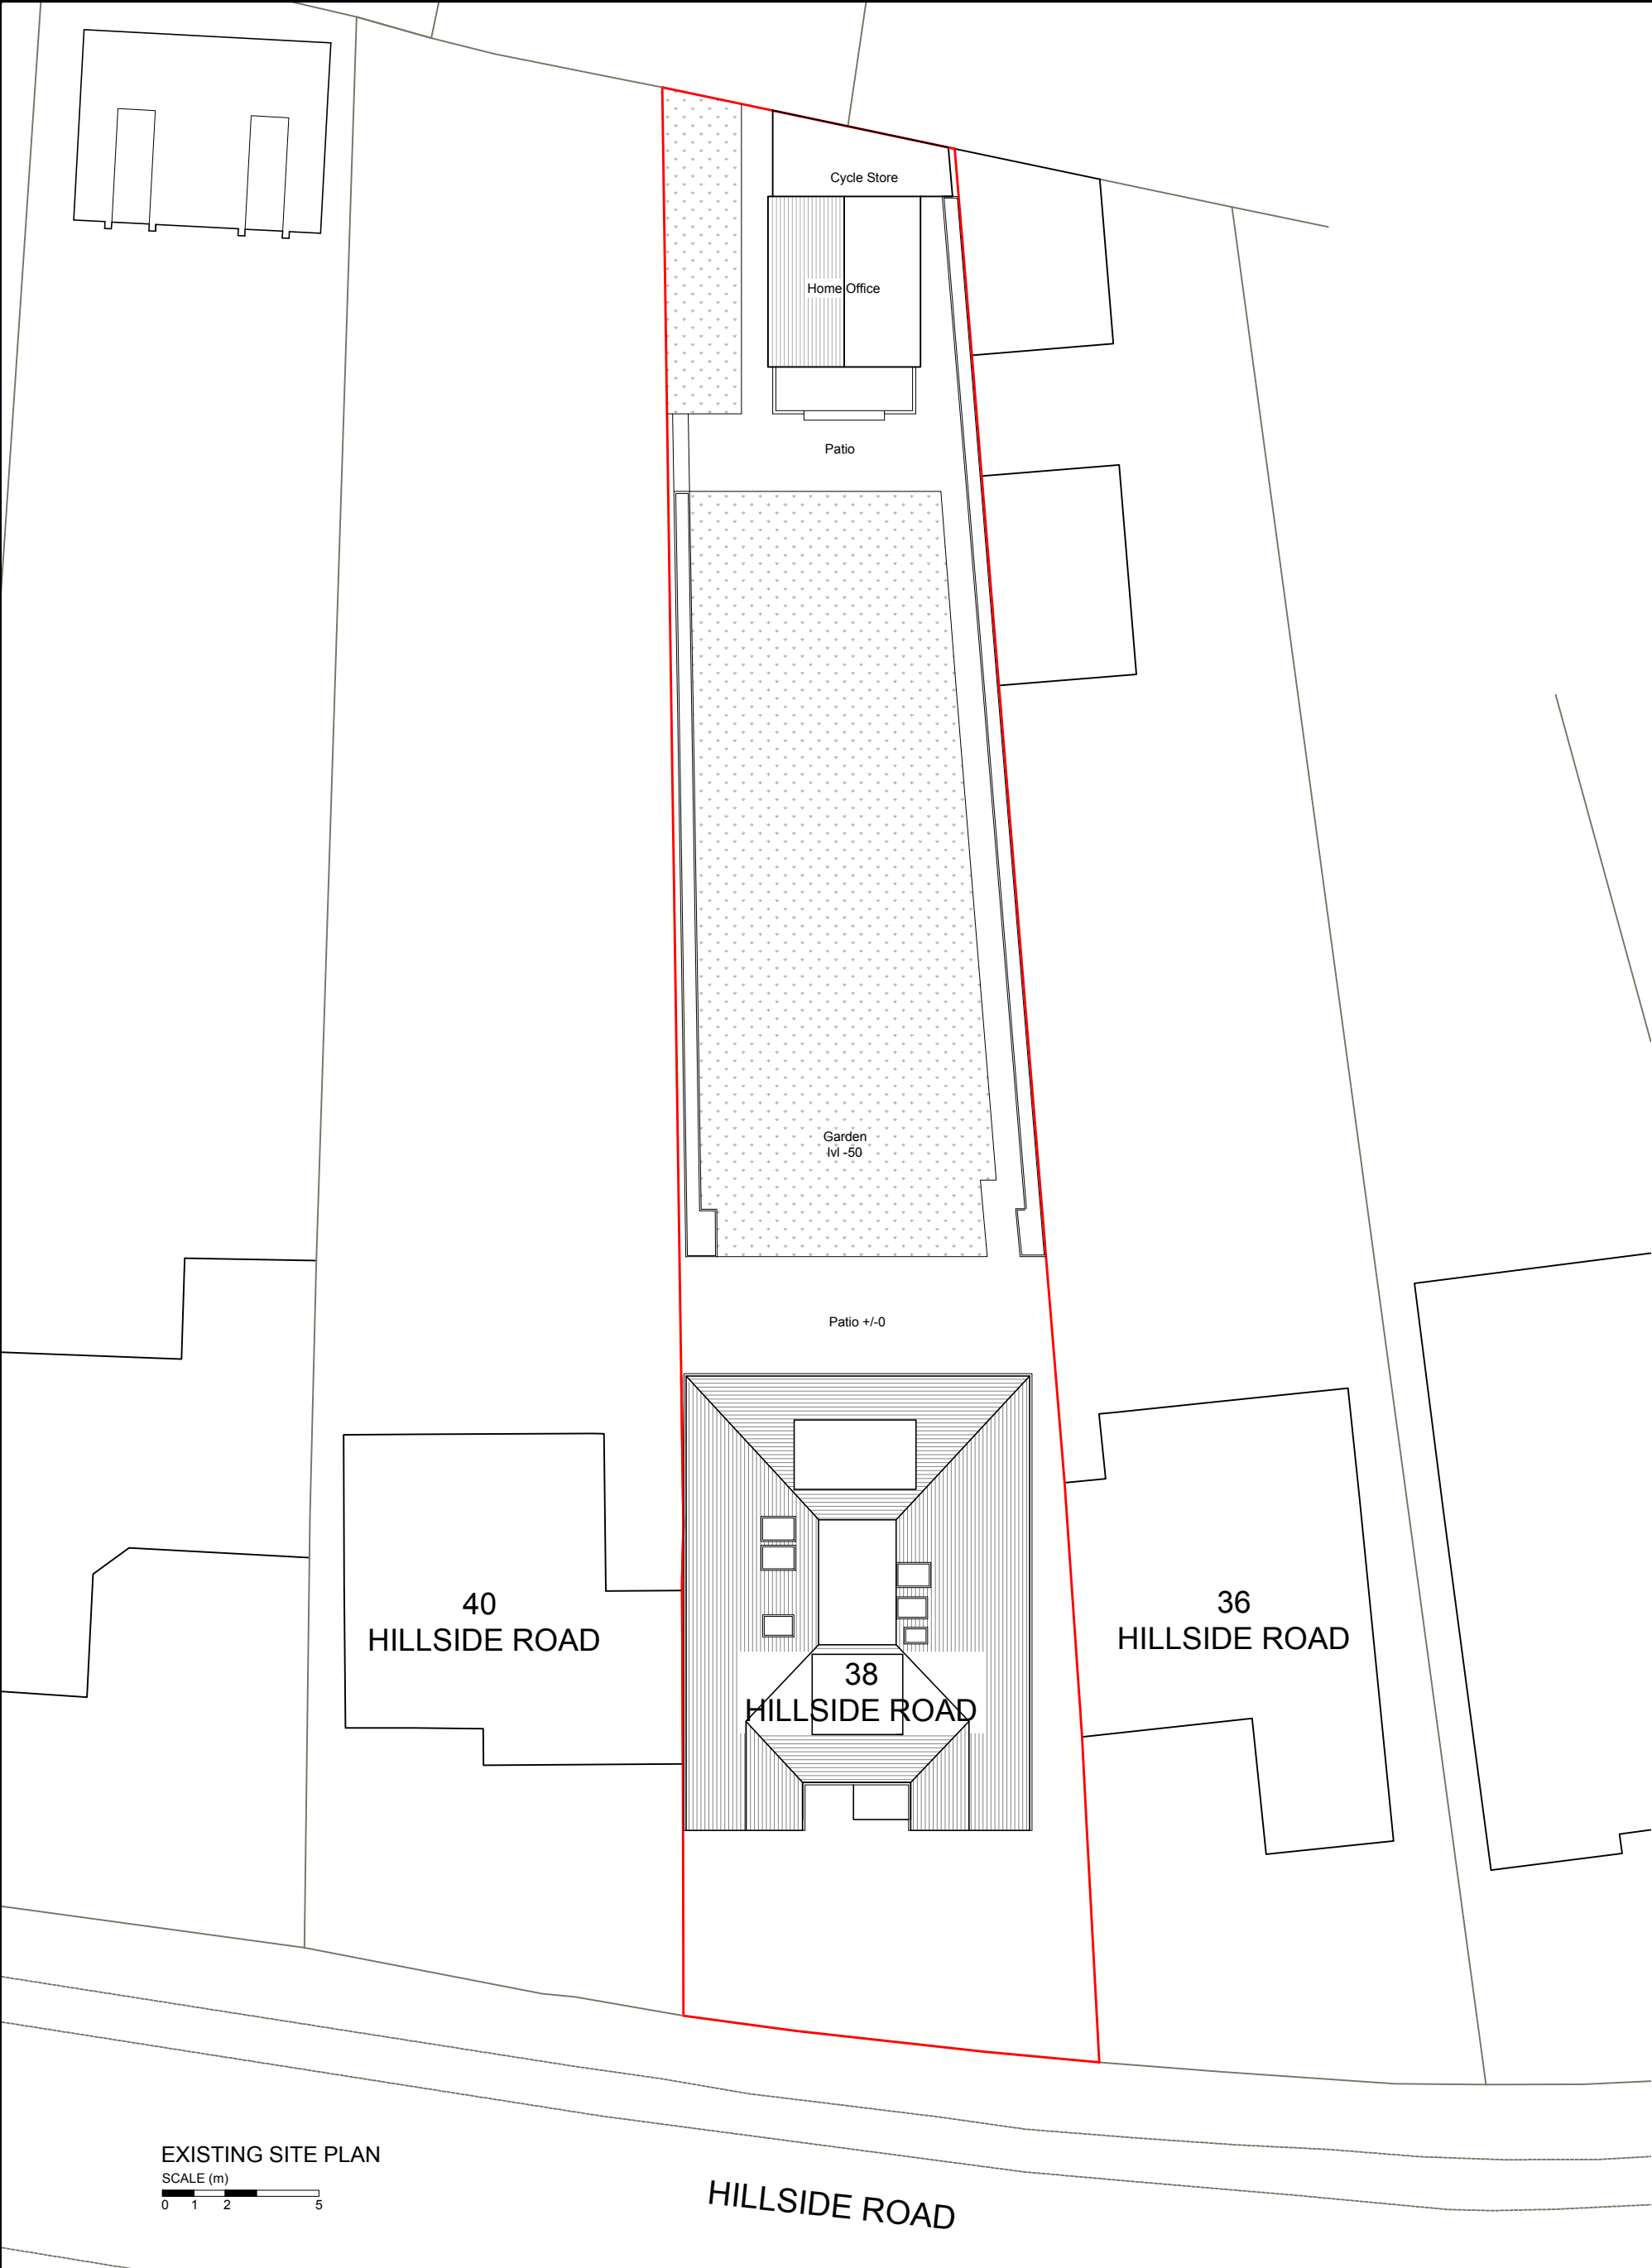 Cycle Store
Home Office
Patio
Garden
lvl -50
Patio +/-0
40
HILLSIDE ROAD
36
HILLSIDE ROAD
38
HILLSIDE ROAD
EXISTING SITE PLAN
SCALE (m)
0 1 2 5
HILLSIDE ROAD